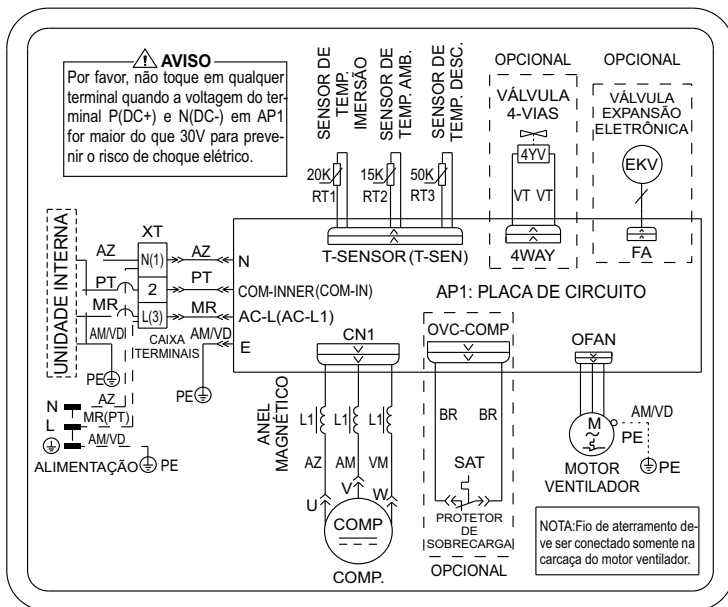 AVISO
Por favor, não toque em qualquer
terminal quando a voltagem do ter-
minal P(DC+) e N(DC-) em AP1
for maior do que 30V para preve-
nir o risco de choque elétrico.
SENSOR DE
TEMP.
IMERSÃO
SENSOR DE
TEMP. AMB.
SENSOR DE
TEMP. DESC.
OPCIONAL
VÁLVULA
4-VIAS
4YV
VT VT
4WAY
OPCIONAL
VÁLVULA
EXPANSÃO
ELETRÔNICA
EKV
FA
20K
RT1
15K
RT2
50K
RT3
T-SENSOR (T-SEN)
UNIDADE INTERNA
XT
AZ
N(1)
AZ
N
PT
2
PT
COM-INNER (COM-IN)
MR
L(3)
MR
AC-L(AC-L1)
AM/VD
CAIXA
TERMINAIS
AM/VD
E
PE
PE
AP1: PLACA DE CIRCUITO
CN1
OVC-COMP
OFAN
N
AZ
L
MR(PT)
AM/VD
ALIMENTAÇÃO
PE
ANEL
MAGNÉTICO
L1
L1
L1
AZ
AM
VM
U
V
W
COMP
COMP.
BR
BR
SAT
PROTETOR
DE
SOBRECARGA
OPCIONAL
M
AM/VD
PE
PE
MOTOR
VENTILADOR
NOTA:Fio de aterramento de-
ve ser conectado somente na
carcaça do motor ventilador.